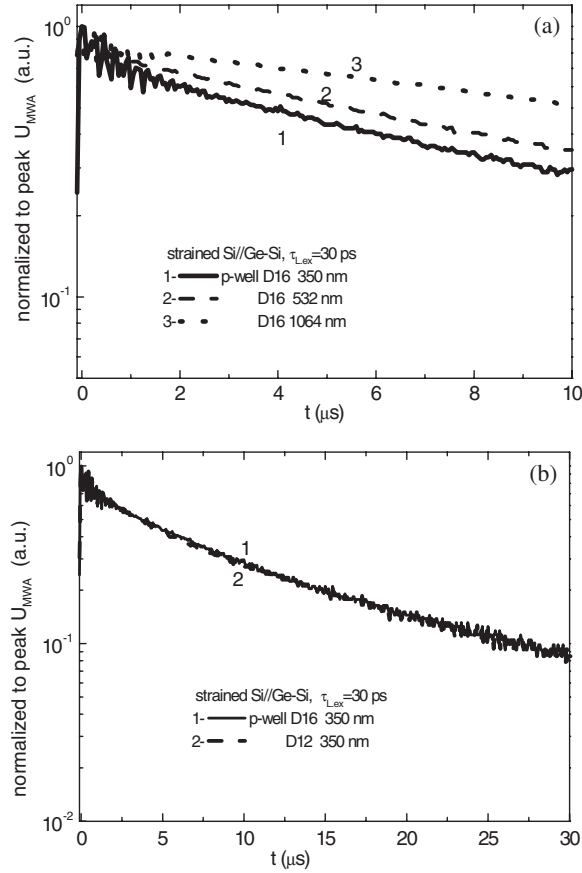 (a)
normalized to peak U_MWA (a.u.)
10^0
10^-1
3
2
1
strained Si//Ge-Si, τ_L.ex=30 ps
1- p-well D16 350 nm
2- D16 532 nm
3- D16 1064 nm
0 2 4 6 8 10
t (μs)
(b)
normalized to peak U_MWA (a.u.)
10^0
10^-1
10^-2
1
2
strained Si//Ge-Si, τ_L.ex=30 ps
1- p-well D16 350 nm
2- D12 350 nm
0 5 10 15 20 25 30
t (μs)